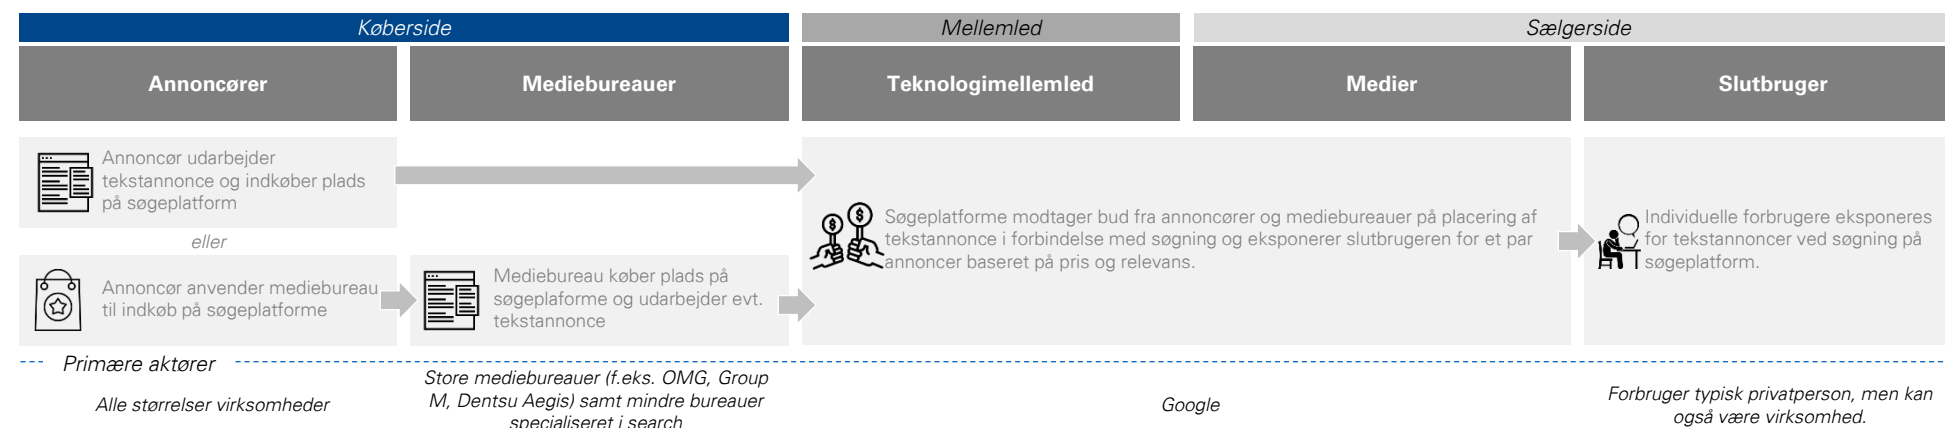 Køberside
Mellemled
Sælgerside
Annoncører
Mediebureauer
Teknologimellemled
Medier
Slutbruger
Annoncør udarbejder
tekstannonce og indkøber plads
på søgeplatform
eller
Annoncør anvender mediebureau
til indkøb på søgeplatforme
Mediebureau køber plads på
søgeplaforme og udarbejder evt.
tekstannonce
Søgeplatforme modtager bud fra annoncører og mediebureauer på placering af
tekstannonce i forbindelse med søgning og eksponerer slutbrugeren for et par
annoncer baseret på pris og relevans.
Individuelle forbrugere eksponeres
for tekstannoncer ved søgning på
søgeplatform.
Primære aktører
Alle størrelser virksomheder
Store mediebureauer (f.eks. OMG, Group
M, Dentsu Aegis) samt mindre bureauer
specialiseret i search
Google
Forbruger typisk privatperson, men kan
også være virksomhed.